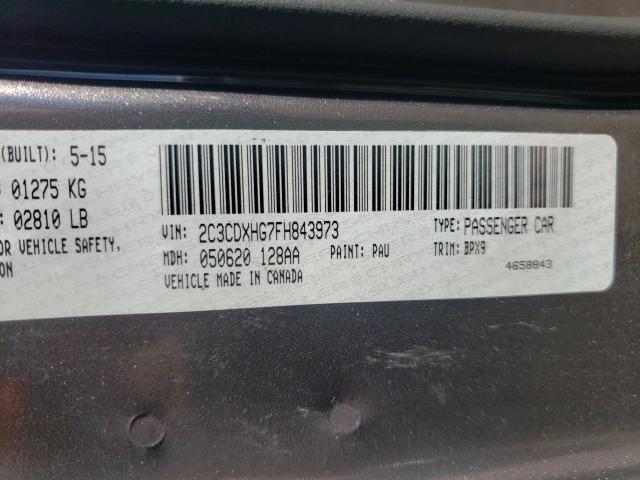 (BUILT): 5-15
01275 KG
02810 LB
OR VEHICLE SAFETY,
ION
VIN: 2C3CDXHG7FH843973
TYPE: PASSENGER CAR
MDH: 050620 128AA
PAINT: PAU
TRIM: BPX9
VEHICLE MADE IN CANADA
4658843